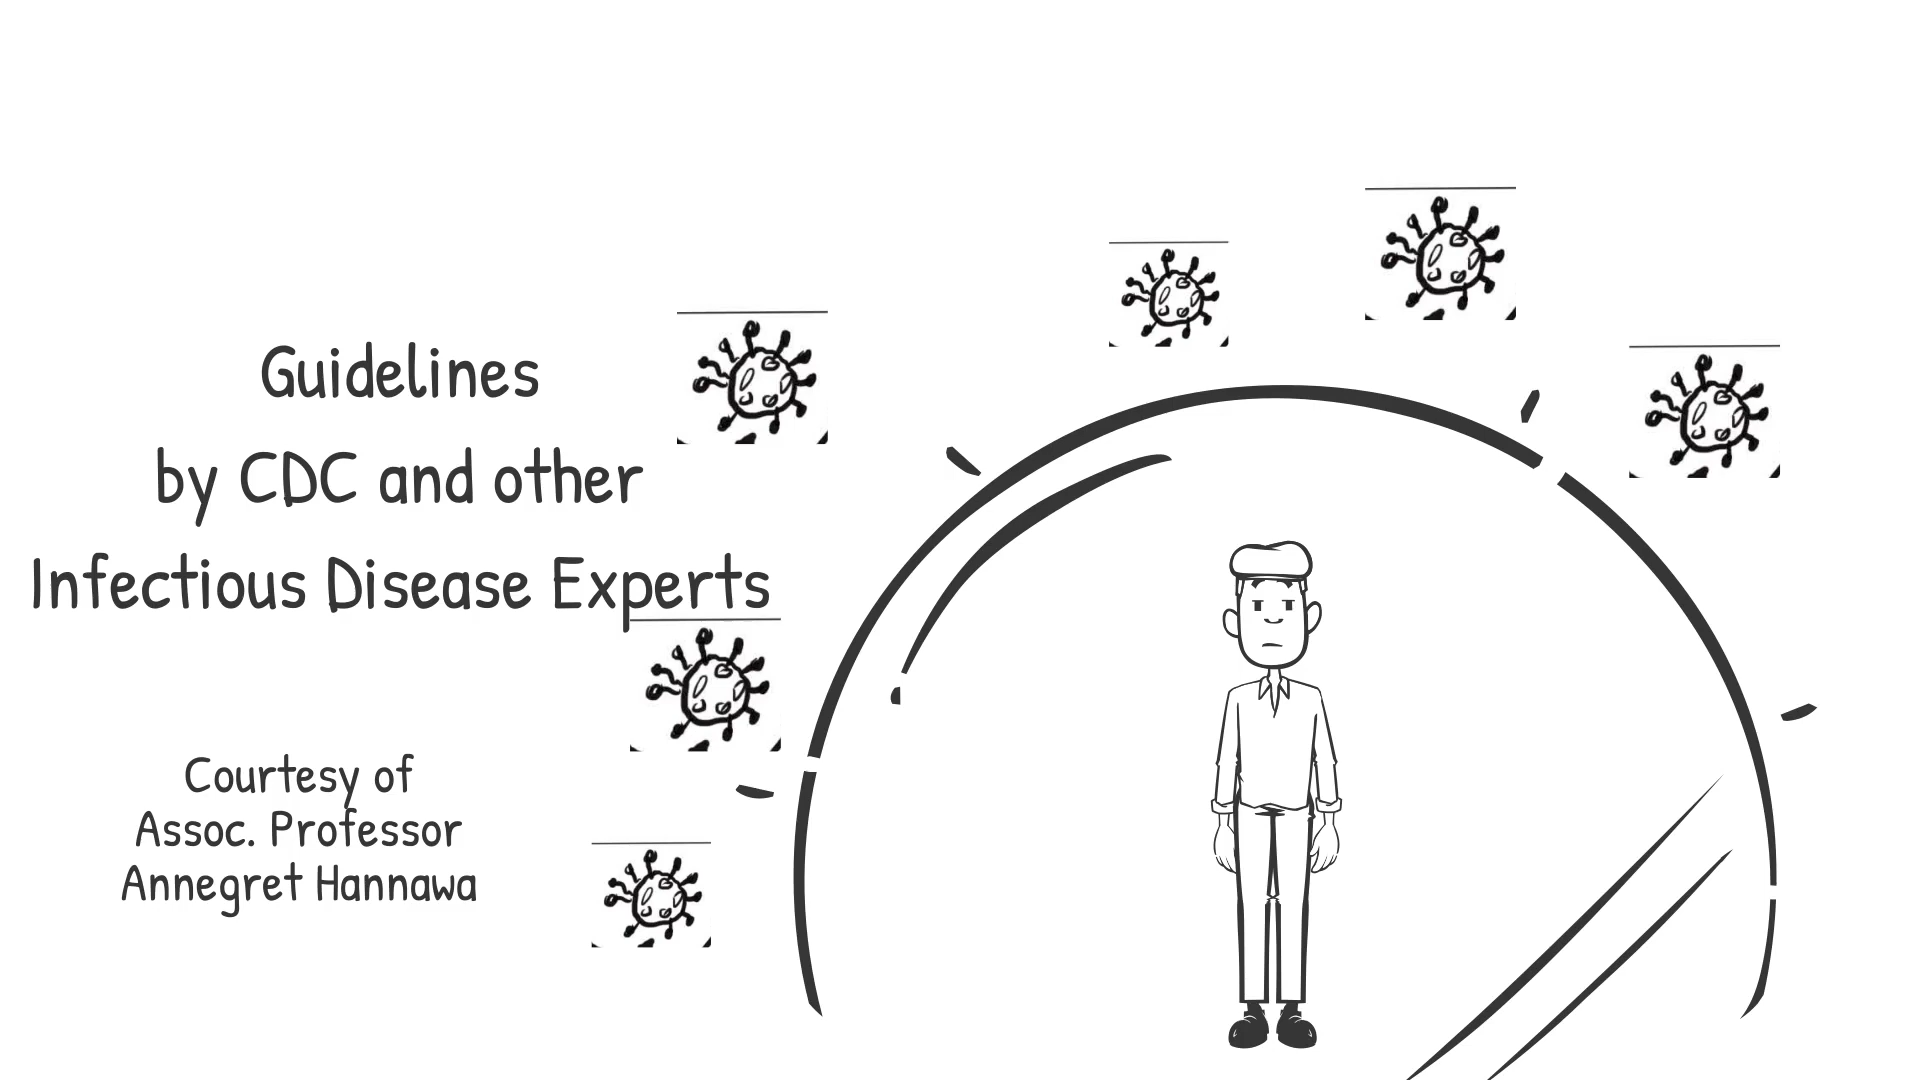 Guidelines
by CDC and other
Infectious Disease Experts
Courtesy of
Assoc. Professor
Annegret Hannawa